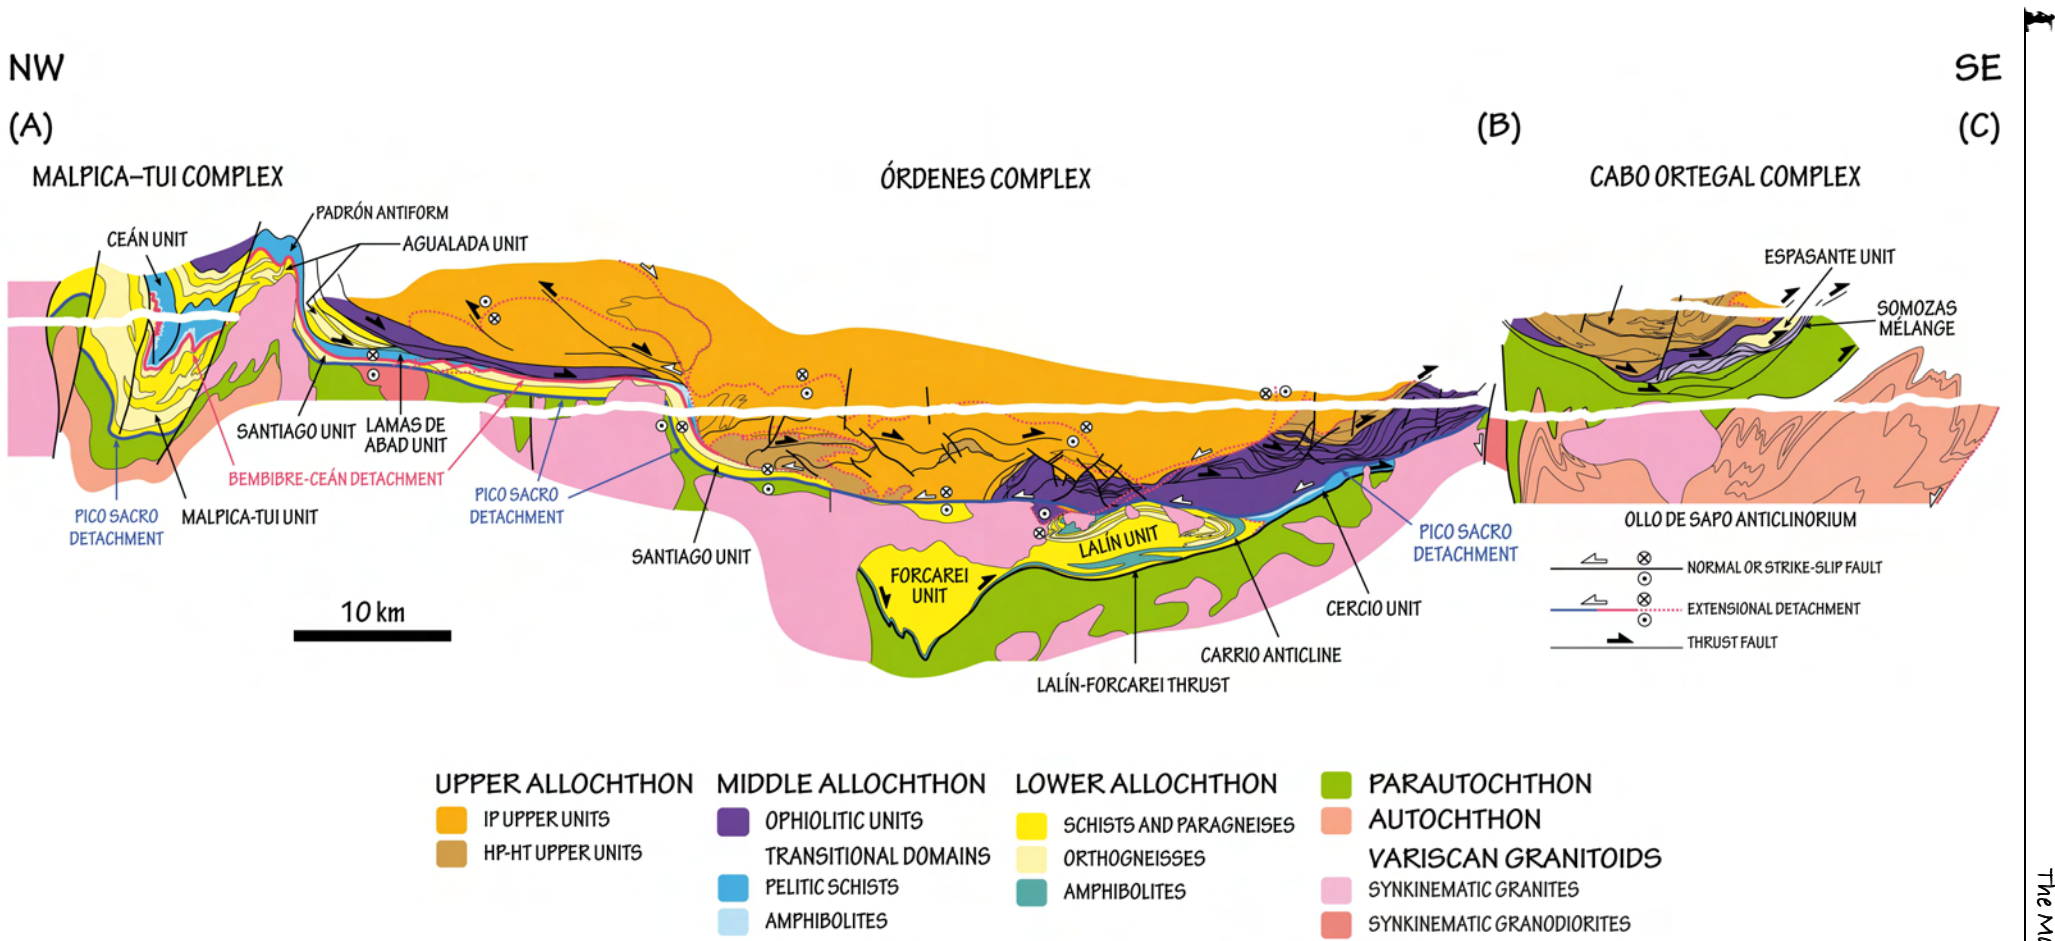 NW
SE
(A)
(B)
(C)
MALPICA–TUI COMPLEX
ÓRDENES COMPLEX
CABO ORTEGAL COMPLEX
PADRÓN ANTIFORM
CEÁN UNIT
AGUALADA UNIT
ESPASANTE UNIT
SOMOZAS
MÉLANGE
SANTIAGO UNIT
LAMAS DE
ABAD UNIT
BEMBIBRE-CEÁN DETACHMENT
PICO SACRO
DETACHMENT
MALPICA-TUI UNIT
PICO SACRO
DETACHMENT
SANTIAGO UNIT
FORCAREI
UNIT
LALÍN UNIT
PICO SACRO
DETACHMENT
CERCIO UNIT
CARRIO ANTICLINE
LALÍN-FORCAREI THRUST
OLLO DE SAPO ANTICLINORIUM
NORMAL OR STRIKE-SLIP FAULT
EXTENSIONAL DETACHMENT
THRUST FAULT
10 km
UPPER ALLOCHTHON
IP UPPER UNITS
HP-HT UPPER UNITS
MIDDLE ALLOCHTHON
OPHIOLITIC UNITS
TRANSITIONAL DOMAINS
PELITIC SCHISTS
AMPHIBOLITES
LOWER ALLOCHTHON
SCHISTS AND PARAGNEISES
ORTHOGNEISSES
AMPHIBOLITES
PARAUTOCHTHON
AUTOCHTHON
VARISCAN GRANITOIDS
SYNKINEMATIC GRANITES
SYNKINEMATIC GRANODIORITES
The